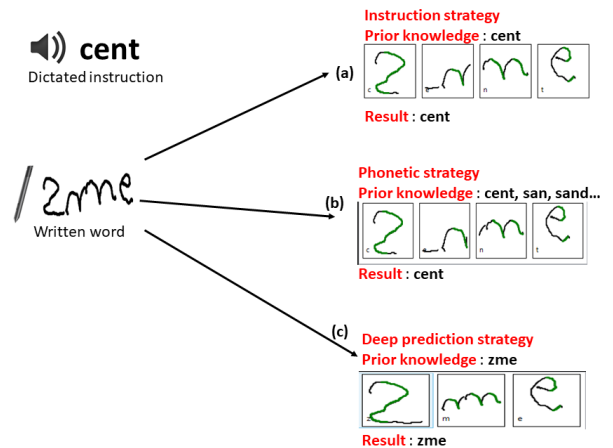 cent
Dictated instruction
zme
Written word
(a)
Instruction strategy
Prior knowledge : cent
c e n t
Result : cent
(b)
Phonetic strategy
Prior knowledge : cent, san, sand...
c e n t
Result : cent
(c)
Deep prediction strategy
Prior knowledge : zme
z m e
Result : zme